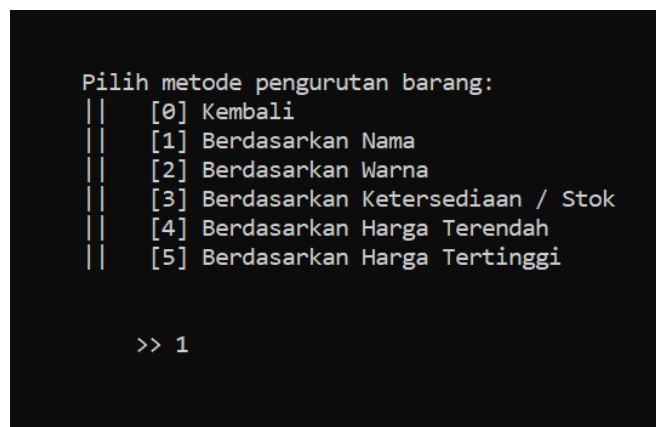 Pilih metode pengurutan barang:
|| [0] Kembali
|| [1] Berdasarkan Nama
|| [2] Berdasarkan Warna
|| [3] Berdasarkan Ketersediaan / Stok
|| [4] Berdasarkan Harga Terendah
|| [5] Berdasarkan Harga Tertinggi
>> 1